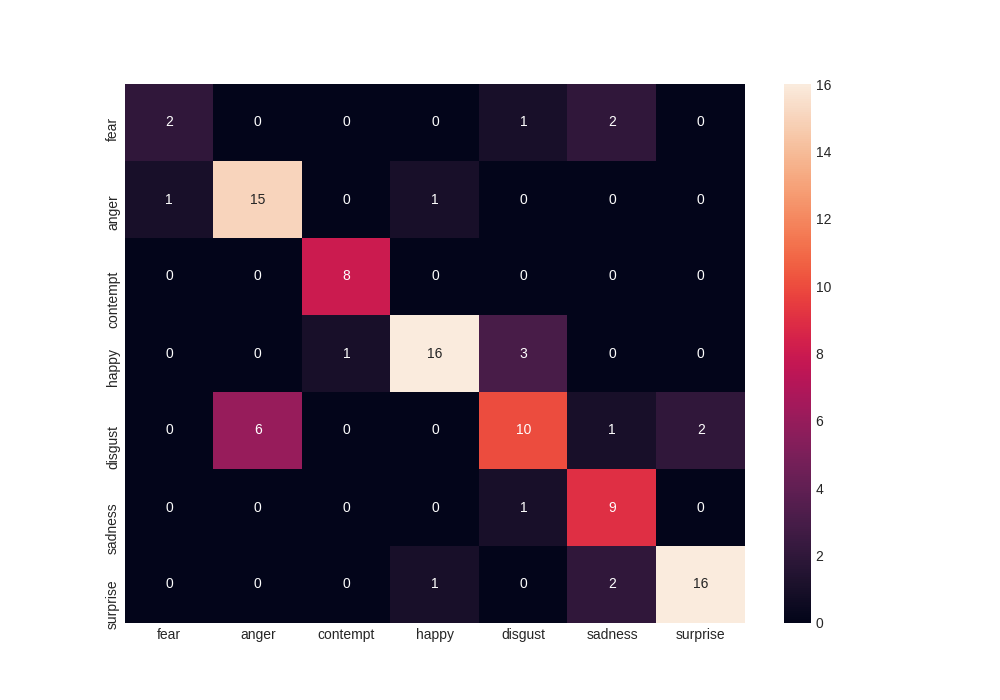 fear 2 0 0 0 1 2 0
anger 1 15 0 1 0 0 0
contempt 0 0 8 0 0 0 0
happy 0 0 1 16 3 0 0
disgust 0 6 0 0 10 1 2
sadness 0 0 0 0 1 9 0
surprise 0 0 0 1 0 2 16
fear anger contempt happy disgust sadness surprise
16
14
12
10
8
6
4
2
0